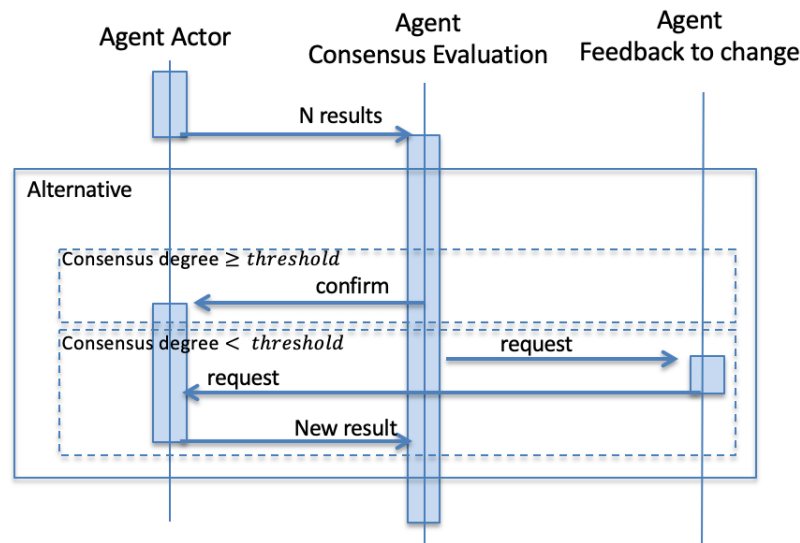 Agent Actor
Agent
Consensus Evaluation
Agent
Feedback to change
N results
Alternative
Consensus degree ≥ threshold
confirm
Consensus degree < threshold
request
request
New result